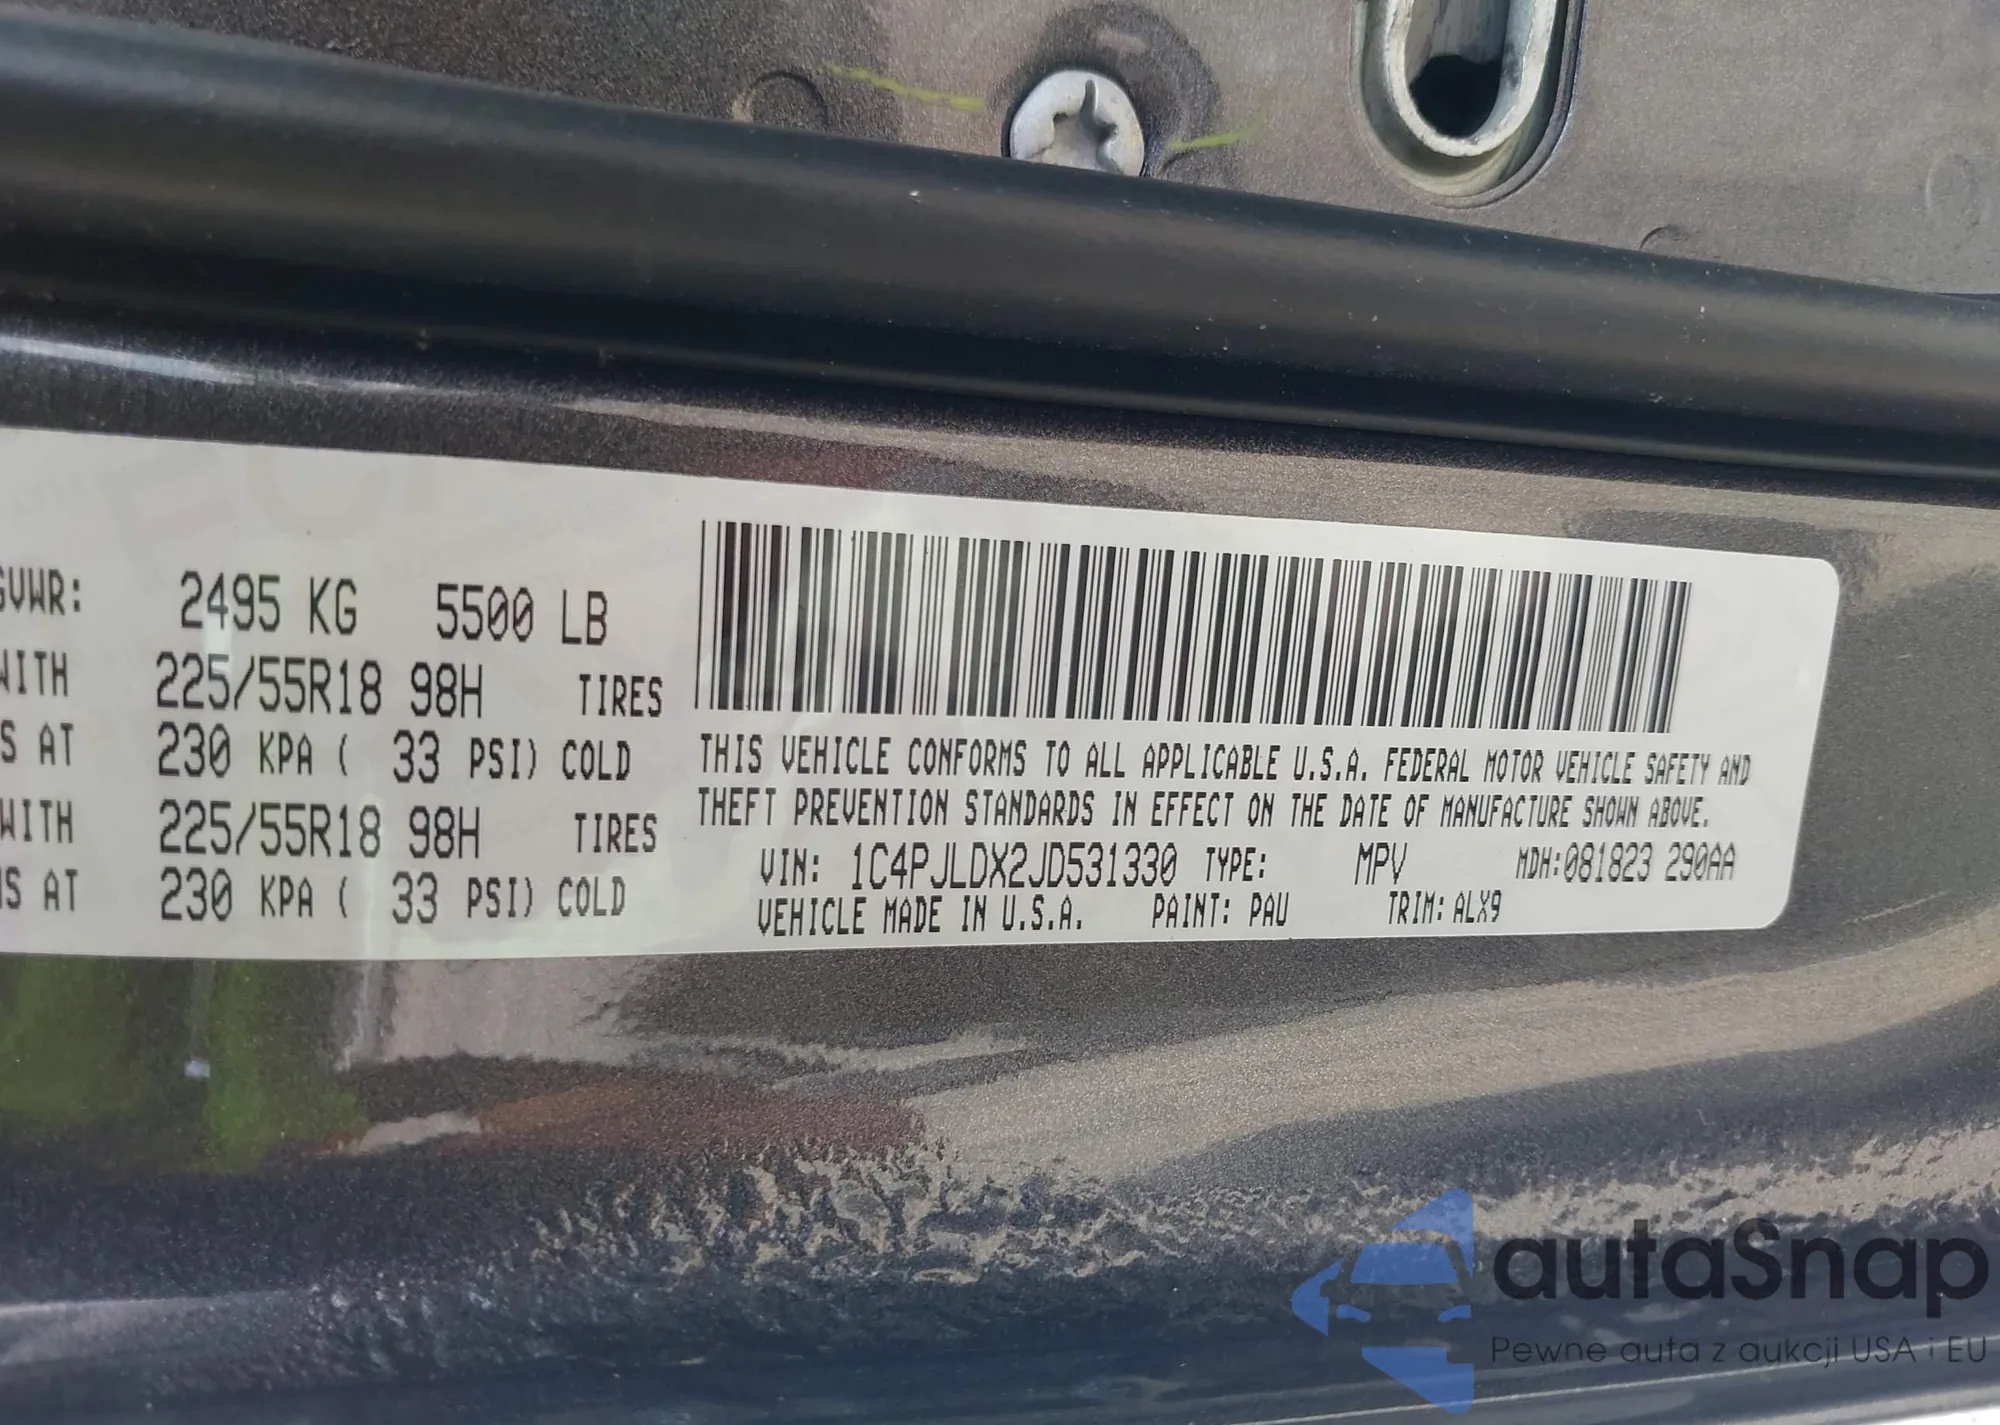 GVWR: 2495 KG 5500 LB
WITH 225/55R18 98H TIRES
S AT 230 KPA ( 33 PSI) COLD
WITH 225/55R18 98H TIRES
MS AT 230 KPA ( 33 PSI) COLD
THIS VEHICLE CONFORMS TO ALL APPLICABLE U.S.A. FEDERAL MOTOR VEHICLE SAFETY AND
THEFT PREVENTION STANDARDS IN EFFECT ON THE DATE OF MANUFACTURE SHOWN ABOVE.
VIN: 1C4PJLDX2JD531330 TYPE: MPV MDH:081823 290AA
VEHICLE MADE IN U.S.A. PAINT: PAU TRIM: ALX9
autaSnap
Pewne auta z aukcji USA i EU